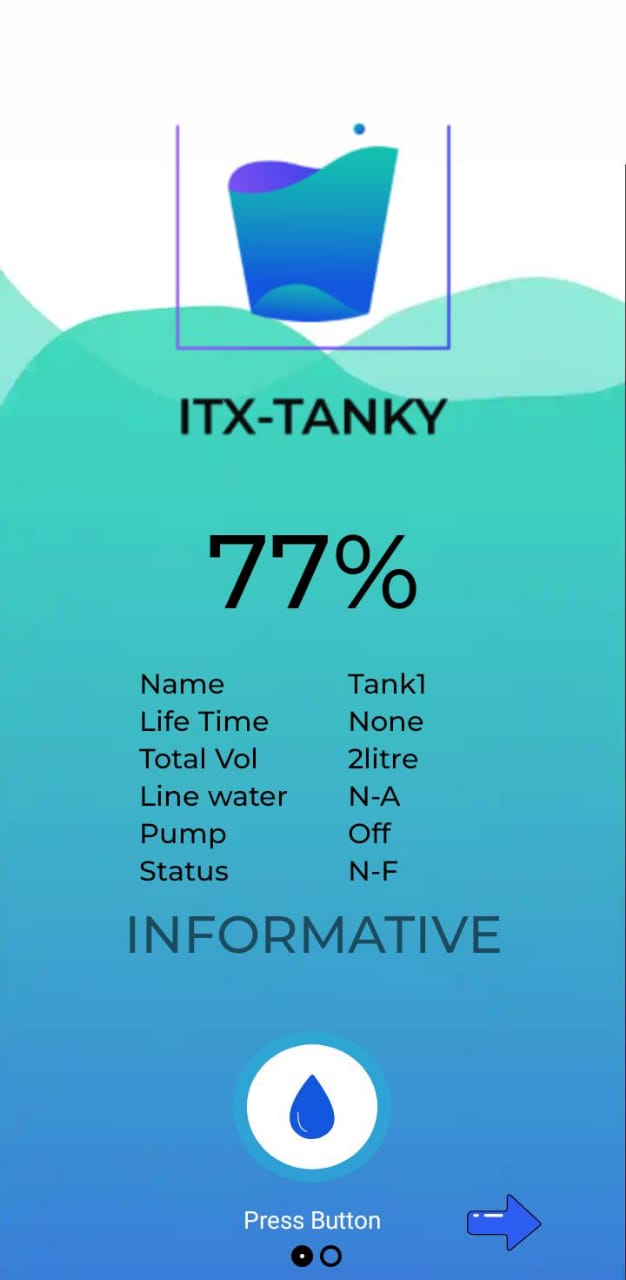 ITX-TANKY
77%
Name Tank1
Life Time None
Total Vol 2litre
Line water N-A
Pump Off
Status N-F
INFORMATIVE
Press Button